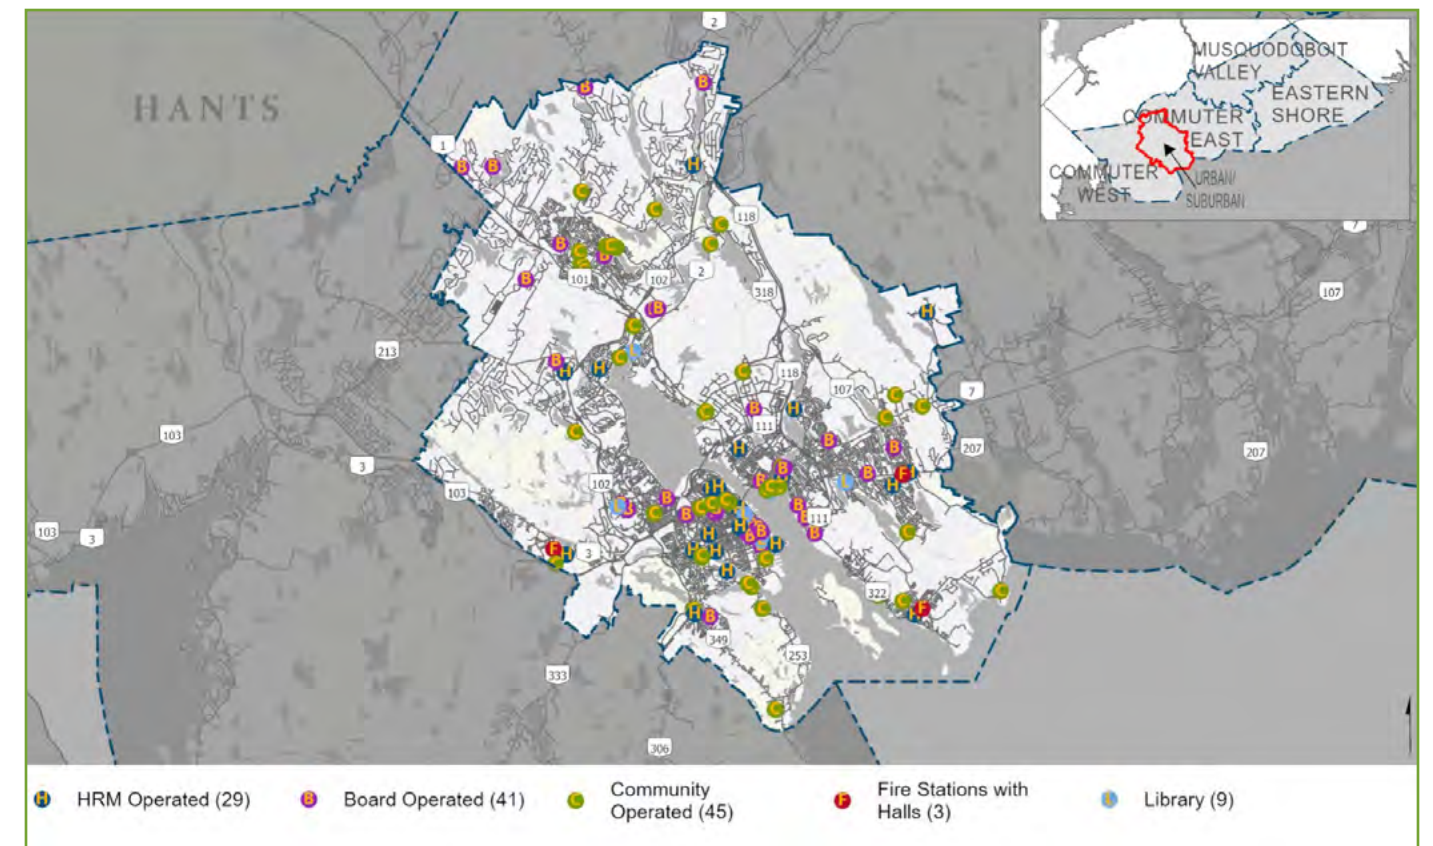 2
HANTS
1
118
101
102
2
318
213
118
107
111
7
103
3
103
102
207
207
107
7
103
3
3
111
322
349
253
333
306
MUSQUODOBOIT
VALLEY
EASTERN
SHORE
COMMUTER
EAST
COMMUTER
WEST
URBAN/
SUBURBAN
B
B
B
B
H
C
C
C
C
B
C
C
B
B
H
B
C
C
L
B
H
H
C
C
B
H
C
C
C
C
B
B
H
B
B
B
L
F
H
H
B
C
C
C
C
L
B
B
B
C
H
H
H
H
C
H
B
B
H
C
F
H
C
C
C
H
B
C
C
H
F
C
C
H HRM Operated (29)
B Board Operated (41)
C Community
Operated (45)
F Fire Stations with
Halls (3)
L Library (9)